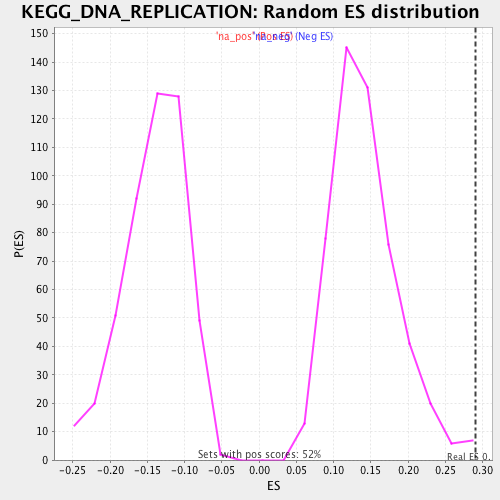 KEGG_DNA_REPLICATION: Random ES distribution
'na_pos' (Pos ES) 'na_neg' (Neg ES)
150
140
130
120
110
100
90
80
70
60
50
40
30
20
10
0
P(ES)
Sets with pos scores: 52%
Real ES 0.
-0.25 -0.20 -0.15 -0.10 -0.05 0.00 0.05 0.10 0.15 0.20 0.25 0.30
ES